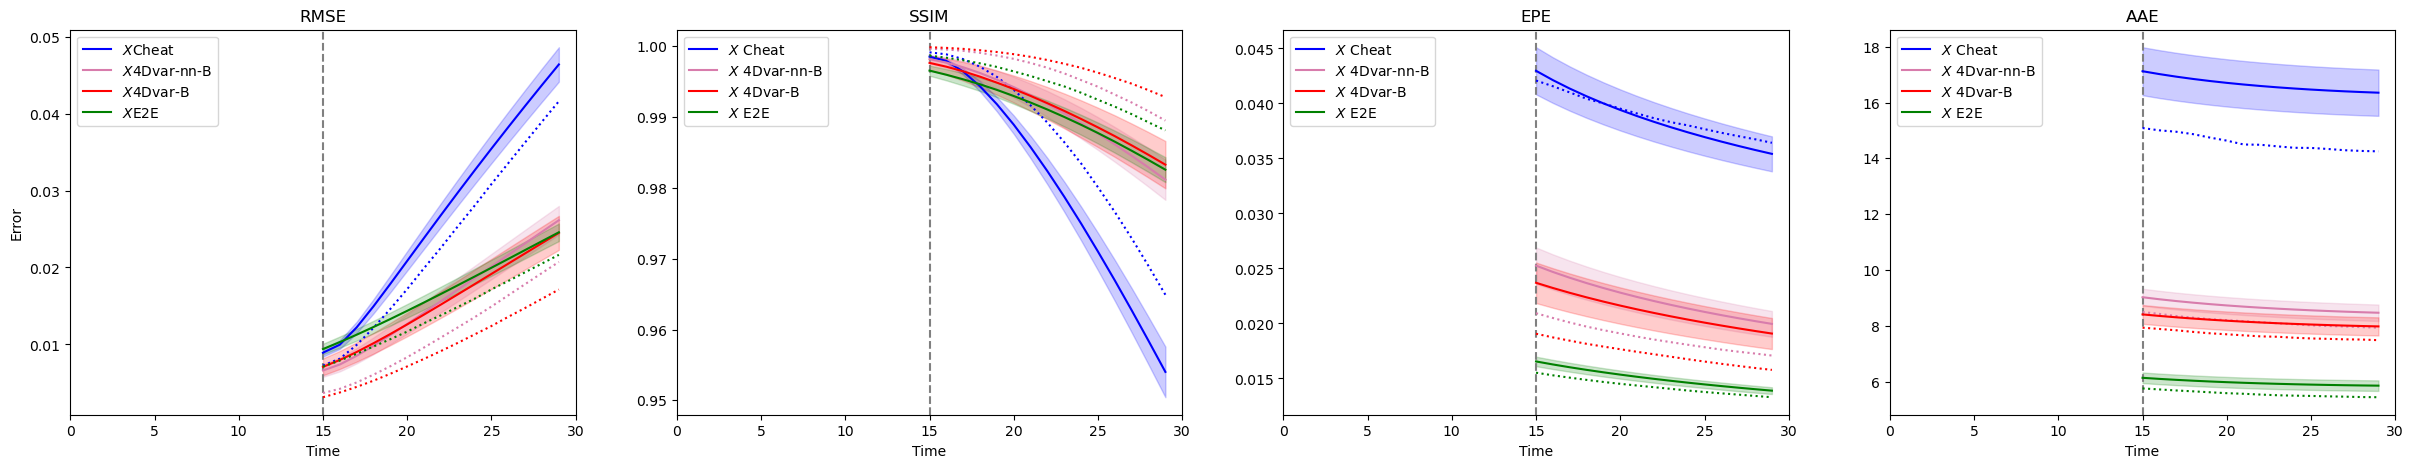 RMSE
0.05
0.04
0.03
0.02
0.01
Error
XCheat
X4Dvar-nn-B
X4Dvar-B
XE2E
0 5 10 15 20 25 30
Time
SSIM
1.00
0.99
0.98
0.97
0.96
0.95
X Cheat
X 4Dvar-nn-B
X 4Dvar-B
X E2E
0 5 10 15 20 25 30
Time
EPE
0.045
0.040
0.035
0.030
0.025
0.020
0.015
X Cheat
X 4Dvar-nn-B
X 4Dvar-B
X E2E
0 5 10 15 20 25 30
Time
AAE
18
16
14
12
10
8
6
X Cheat
X 4Dvar-nn-B
X 4Dvar-B
X E2E
0 5 10 15 20 25 30
Time